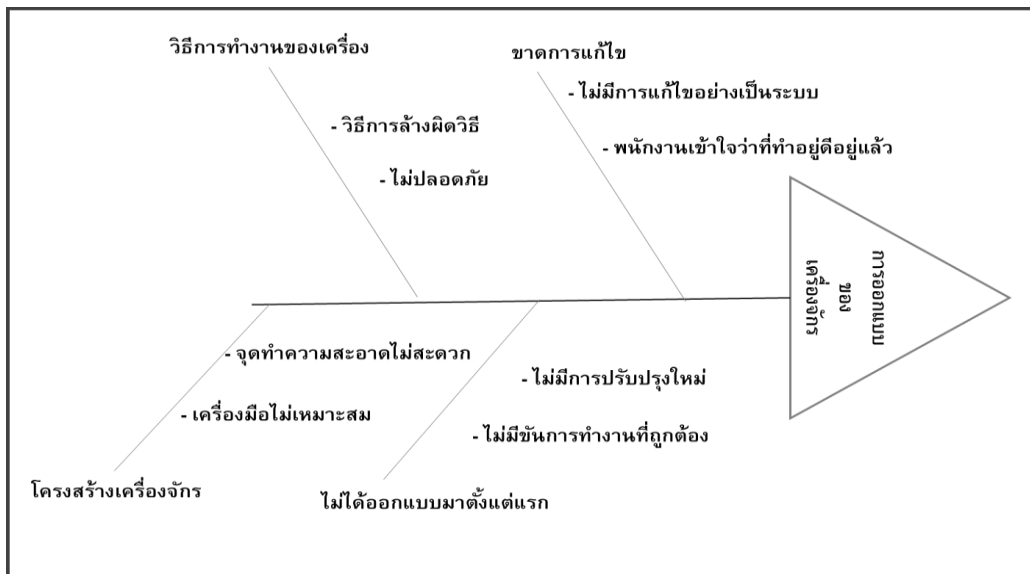 วิธีการทำงานของเครื่อง
- วิธีการล้างผิดวิธี
- ไม่ปลอดภัย
ขาดการแก้ไข
- ไม่มีการแก้ไขอย่างเป็นระบบ
- พนักงานเข้าใจว่าที่ทำอยู่ดีอยู่แล้ว
การออกแบบ
ของ
เครื่องจักร
- จุดทำความสะอาดไม่สะดวก
- เครื่องมือไม่เหมาะสม
โครงสร้างเครื่องจักร
- ไม่มีการปรับปรุงใหม่
- ไม่มีขันการทำงานที่ถูกต้อง
ไม่ได้ออกแบบมาตั้งแต่แรก